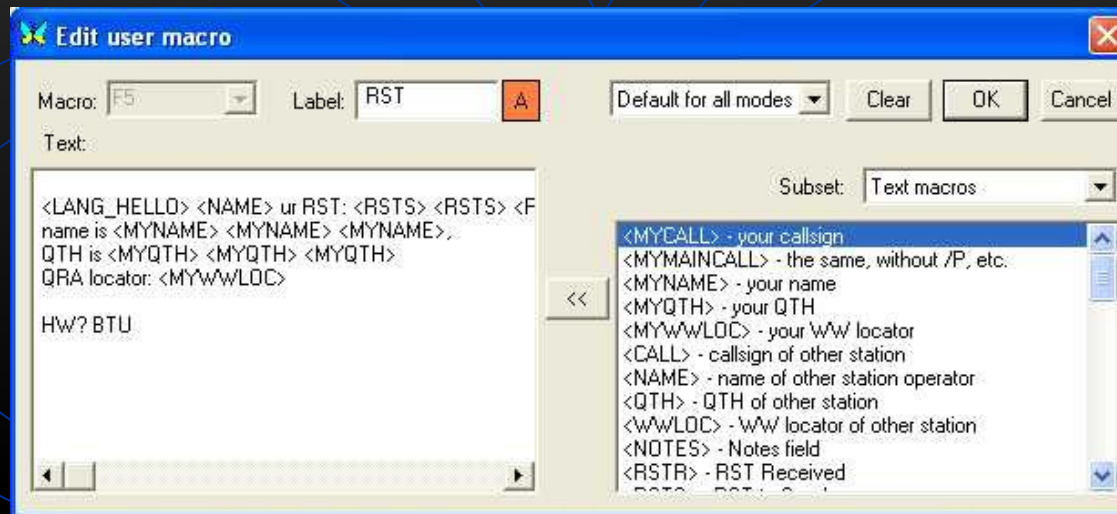 Edit user macro
Macro: F5 Label: RST A Default for all modes Clear OK Cancel
Text:
Subset: Text macros
<LANG_HELLO> <NAME> ur RST: <RSTS> <RSTS>
name is <MYNAME> <MYNAME> <MYNAME>,
QTH is <MYQTH> <MYQTH> <MYQTH>
QRA locator: <MYWWLOC>
HW? BTU
<<
<MYCALL> - your callsign
<MYMAINCALL> - the same, without /P, etc.
<MYNAME> - your name
<MYQTH> - your QTH
<MYWWLOC> - your WW locator
<CALL> - callsign of other station
<NAME> - name of other station operator
<QTH> - QTH of other station
<WWLOC> - WW locator of other station
<NOTES> - Notes field
<RSTR> - RST Received